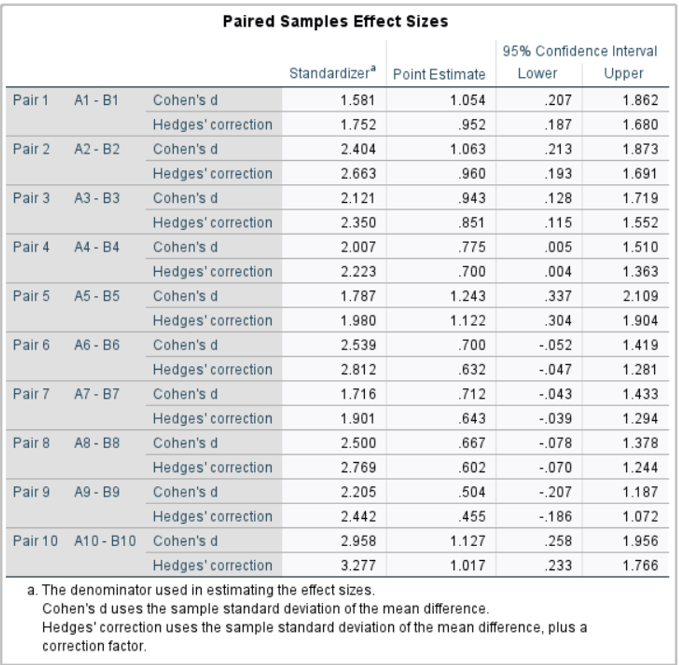 Paired Samples Effect Sizes
95% Confidence Interval
Standardizerᵃ Point Estimate Lower Upper
Pair 1 A1 - B1 Cohen's d 1.581 1.054 .207 1.862
Hedges' correction 1.752 .952 .187 1.680
Pair 2 A2 - B2 Cohen's d 2.404 1.063 .213 1.873
Hedges' correction 2.663 .960 .193 1.691
Pair 3 A3 - B3 Cohen's d 2.121 .943 .128 1.719
Hedges' correction 2.350 .851 .115 1.552
Pair 4 A4 - B4 Cohen's d 2.007 .775 .005 1.510
Hedges' correction 2.223 .700 .004 1.363
Pair 5 A5 - B5 Cohen's d 1.787 1.243 .337 2.109
Hedges' correction 1.980 1.122 .304 1.904
Pair 6 A6 - B6 Cohen's d 2.539 .700 -.052 1.419
Hedges' correction 2.812 .632 -.047 1.281
Pair 7 A7 - B7 Cohen's d 1.716 .712 -.043 1.433
Hedges' correction 1.901 .643 -.039 1.294
Pair 8 A8 - B8 Cohen's d 2.500 .667 -.078 1.378
Hedges' correction 2.769 .602 -.070 1.244
Pair 9 A9 - B9 Cohen's d 2.205 .504 -.207 1.187
Hedges' correction 2.442 .455 -.186 1.072
Pair 10 A10 - B10 Cohen's d 2.958 1.127 .258 1.956
Hedges' correction 3.277 1.017 .233 1.766
a. The denominator used in estimating the effect sizes.
Cohen's d uses the sample standard deviation of the mean difference.
Hedges' correction uses the sample standard deviation of the mean difference, plus a
correction factor.